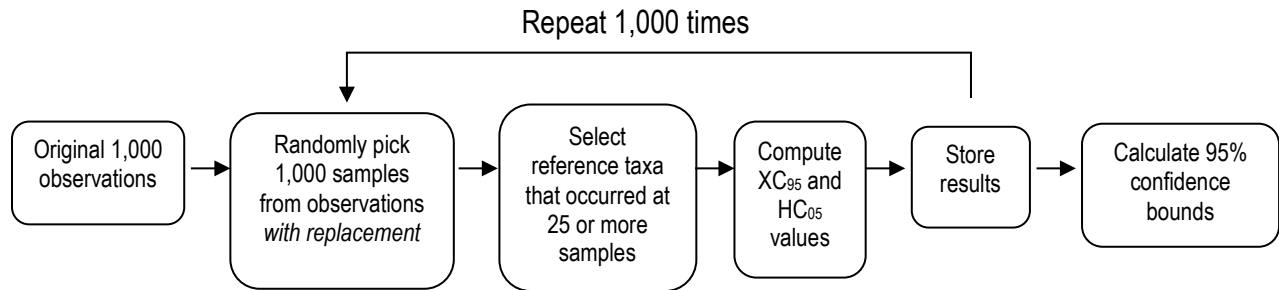 Repeat 1,000 times
Original 1,000
observations
Randomly pick
1,000 samples
from observations
with replacement
Select
reference taxa
that occurred at
25 or more
samples
Compute
XC₉₅ and
HC₀₅
values
Store
results
Calculate 95%
confidence
bounds